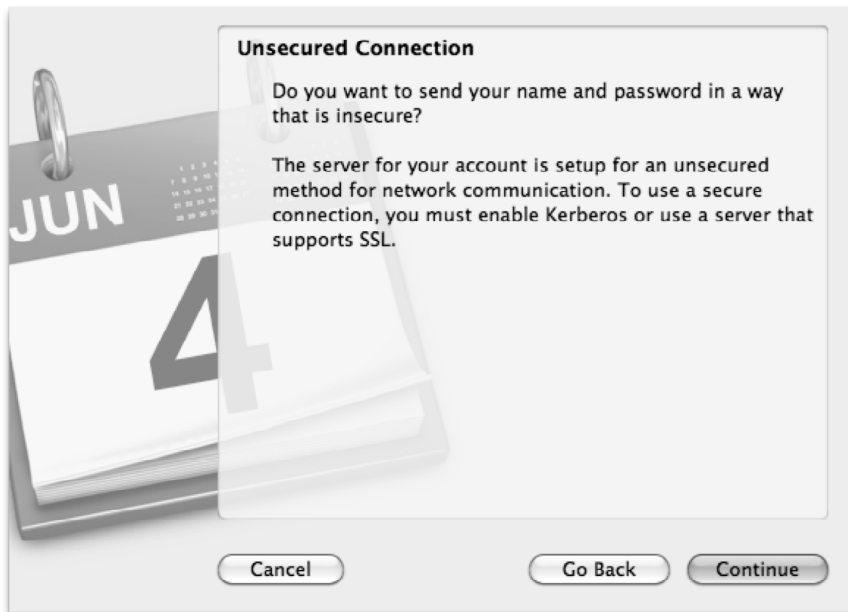 Unsecured Connection
Do you want to send your name and password in a way
that is insecure?
The server for your account is setup for an unsecured
method for network communication. To use a secure
connection, you must enable Kerberos or use a server that
supports SSL.
JUN
4
Cancel
Go Back
Continue